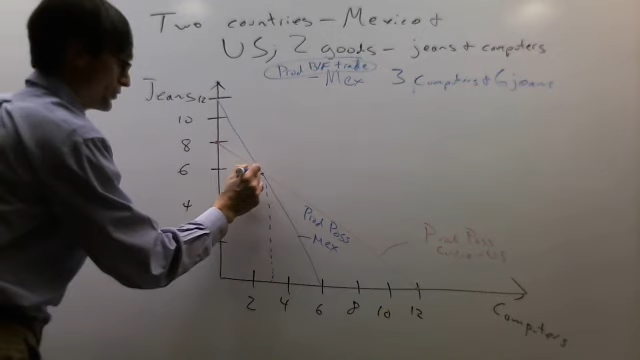 Two countries - Mexico &
US, 2 goods - jeans & computers
Prod B/F trade
- Mex 3 computers & 6 jeans
Jeans 12
10
8
6
4
Prod Poss
Mex
Prod Poss
Curve - US
2 4 6 8 10 12
Computers